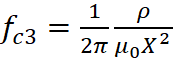 f_{c3} = \frac{1}{2\pi} \frac{\rho}{\mu_0 X^2}